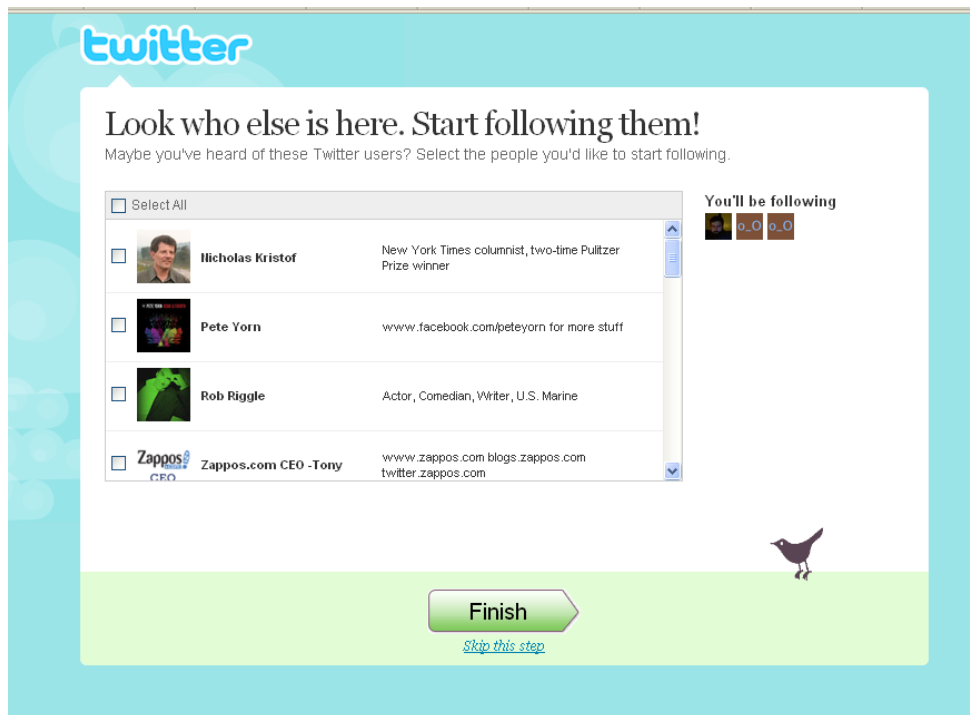 twitter
Look who else is here. Start following them!
Maybe you've heard of these Twitter users? Select the people you'd like to start following.
Select All
You'll be following
o_O o_O
Nicholas Kristof
New York Times columnist, two-time Pulitzer
Prize winner
Pete Yorn
www.facebook.com/peteyorn for more stuff
Rob Riggle
Actor, Comedian, Writer, U.S. Marine
Zappos
CEO
Zappos.com CEO -Tony
www.zappos.com blogs.zappos.com
twitter.zappos.com
Finish
Skip this step